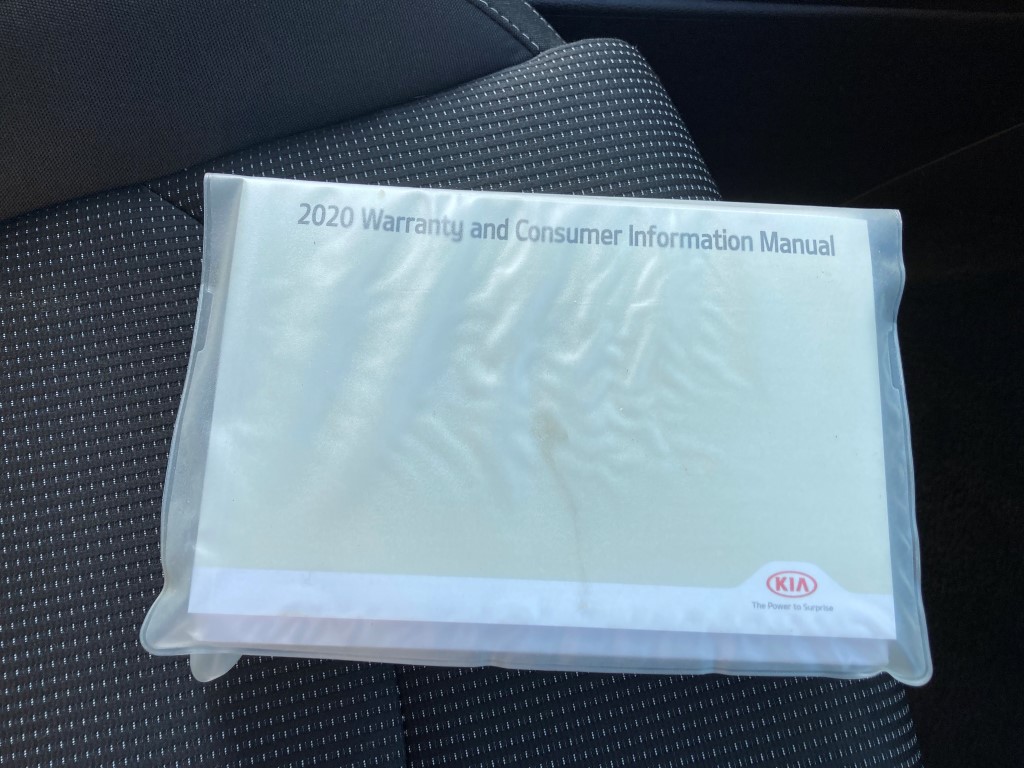 2020 Warranty and Consumer Information Manual
KIA
The Power to Surprise